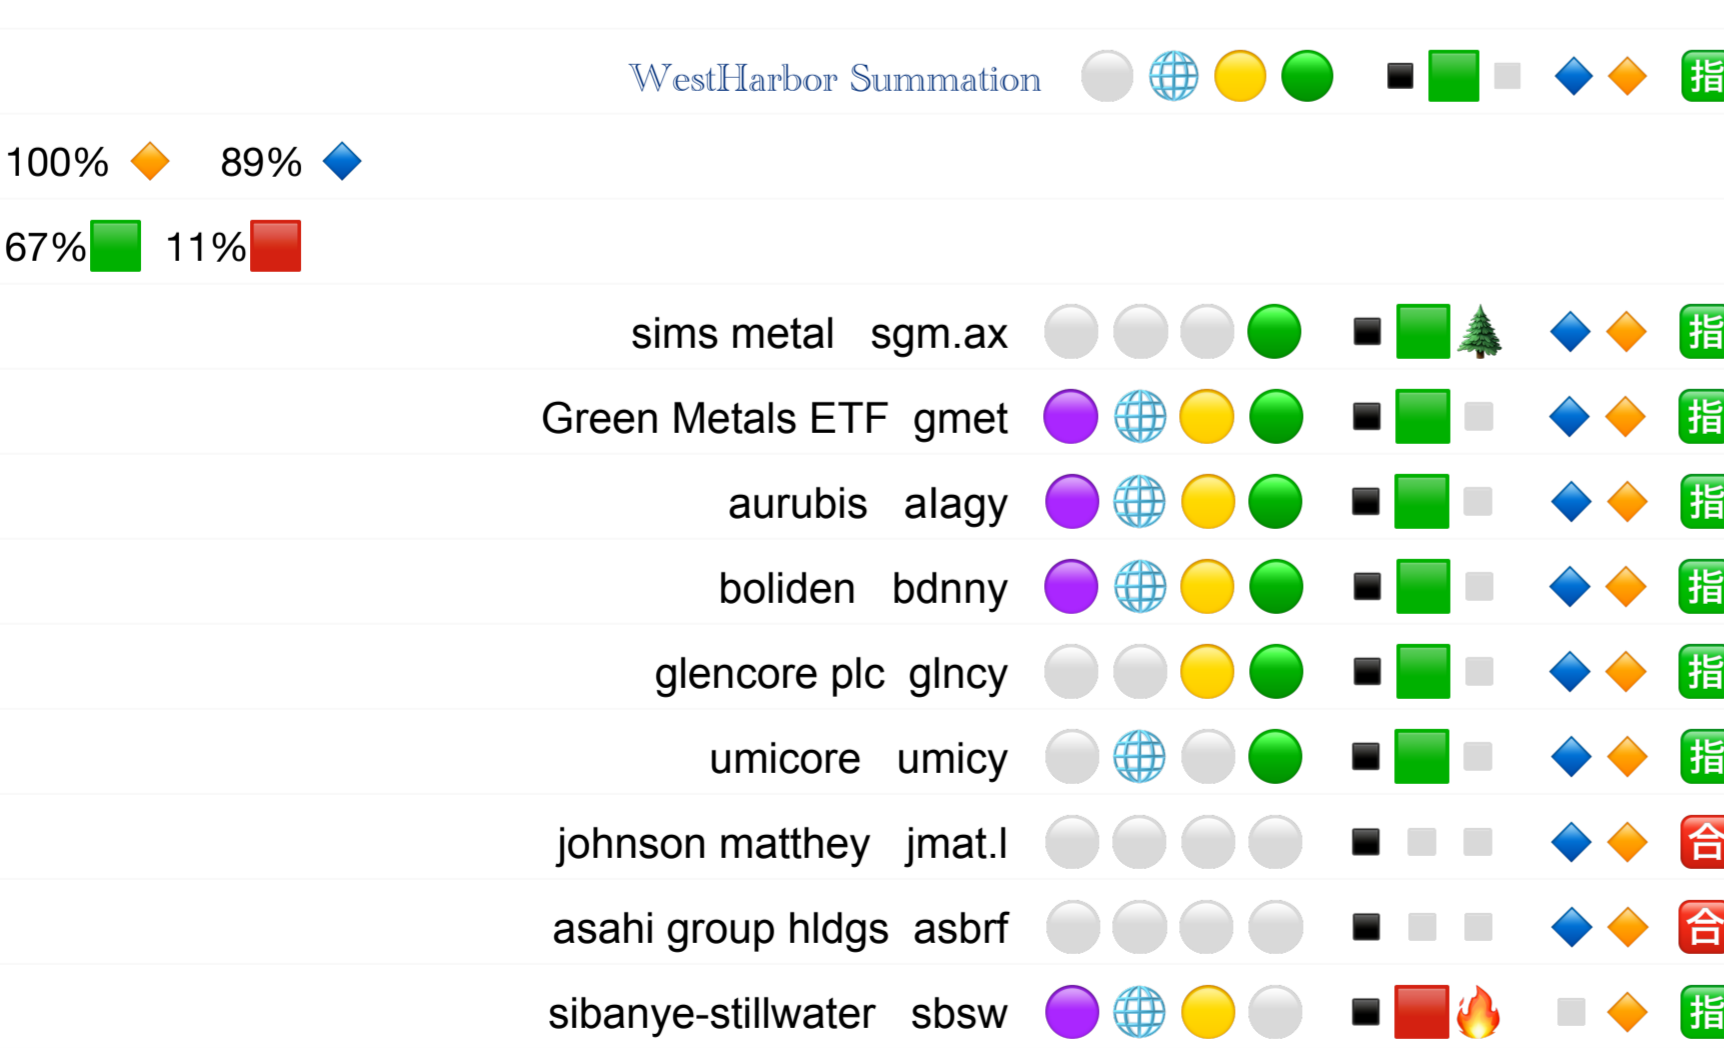 WestHarbor Summation ⚪🌐🟡🟢 ▪️🟩◽ 🔹🔸 指
100% 🔸 89% 🔹
67%🟩 11%🟥
sims metal sgm.ax ⚪⚪⚪🟢 ▪️🟩🌲 🔹🔸 指
Green Metals ETF gmet 🟣🌐🟡🟢 ▪️🟩◽ 🔹🔸 指
aurubis alagy 🟣🌐🟡🟢 ▪️🟩◽ 🔹🔸 指
boliden bdnny 🟣🌐🟡🟢 ▪️🟩◽ 🔹🔸 指
glencore plc glncy ⚪⚪🟡🟢 ▪️🟩◽ 🔹🔸 指
umicore umicy ⚪🌐⚪🟢 ▪️🟩◽ 🔹🔸 指
johnson matthey jmat.l ⚪⚪⚪⚪ ▪️◽◽ 🔹🔸 合
asahi group hldgs asbrf ⚪⚪⚪⚪ ▪️◽◽ 🔹🔸 合
sibanye-stillwater sbsw 🟣🌐🟡⚪ ▪️🟥🔥 ◽🔸 指